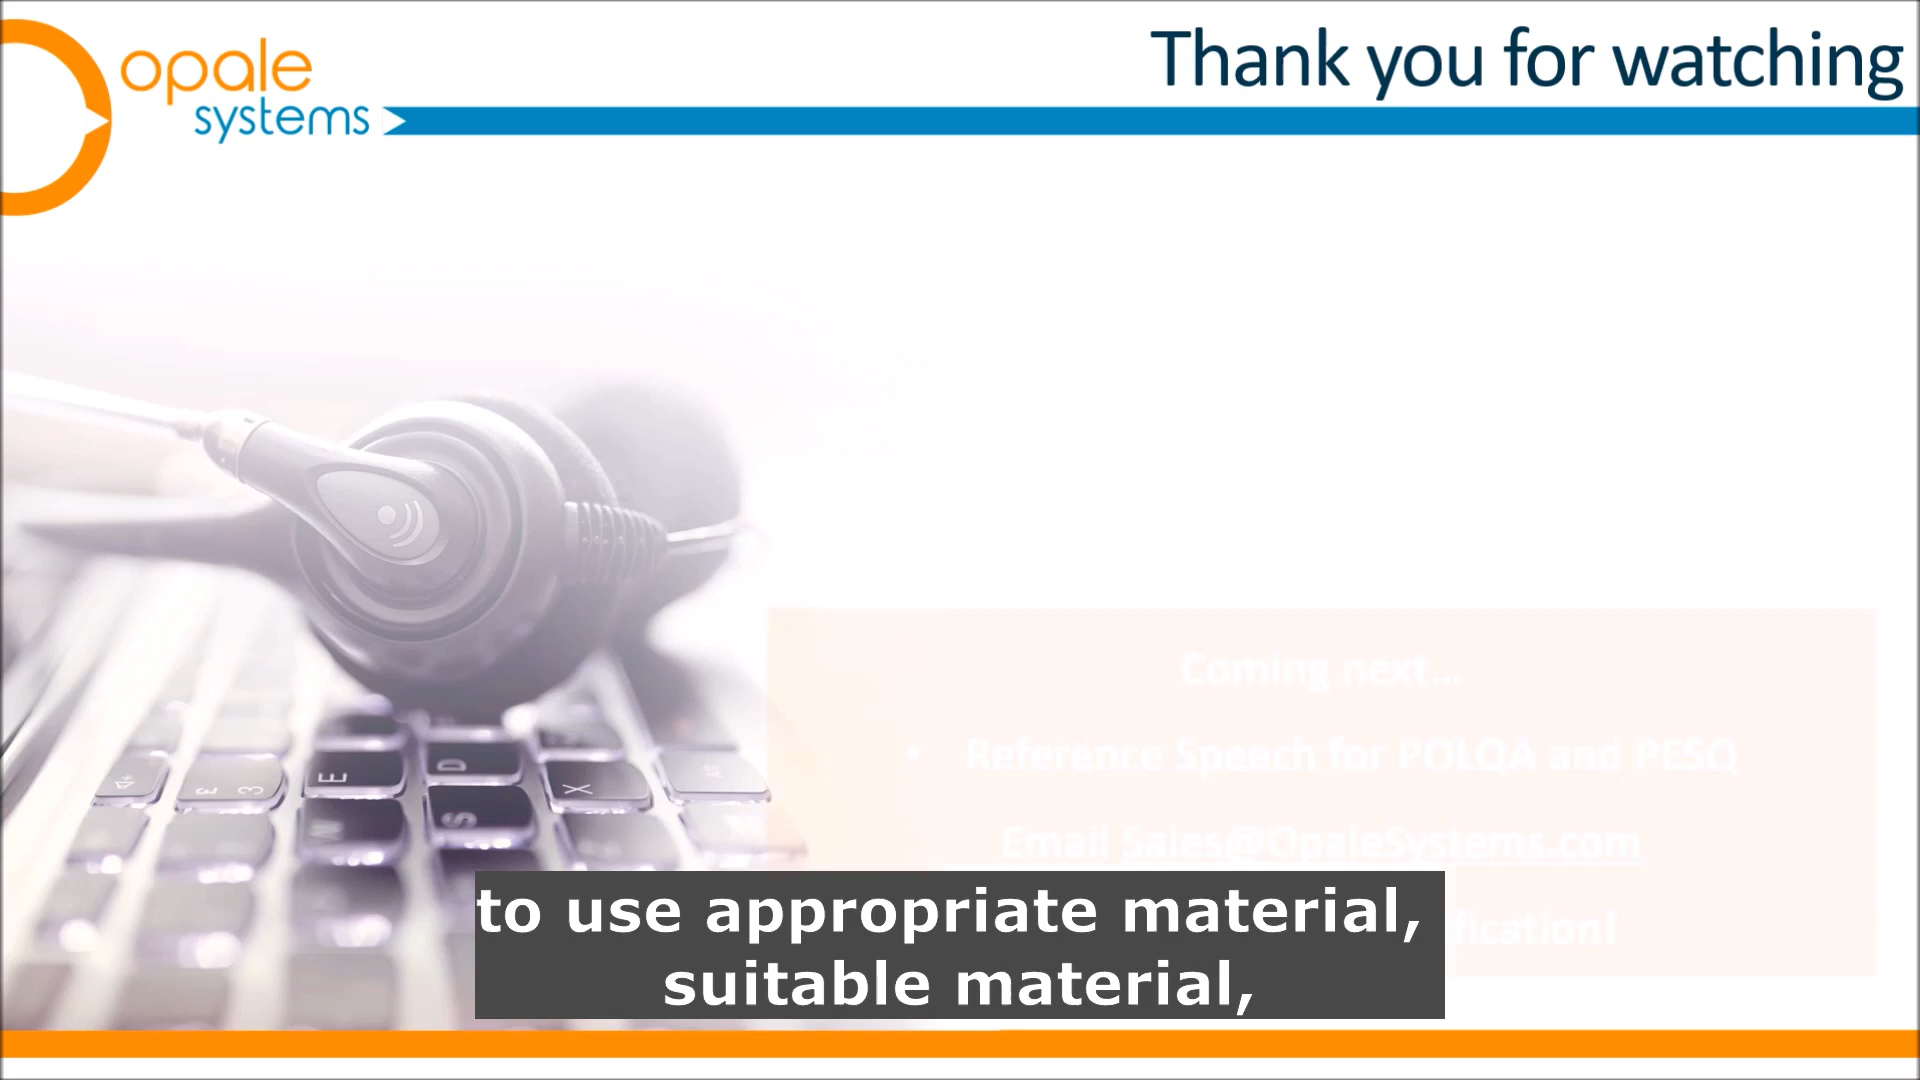 opale
systems
Thank you for watching
Coming next...
• Reference Speech for POLQA and PESQ
Email Sales@OpaleSystems.com
to use appropriate material,
suitable material,